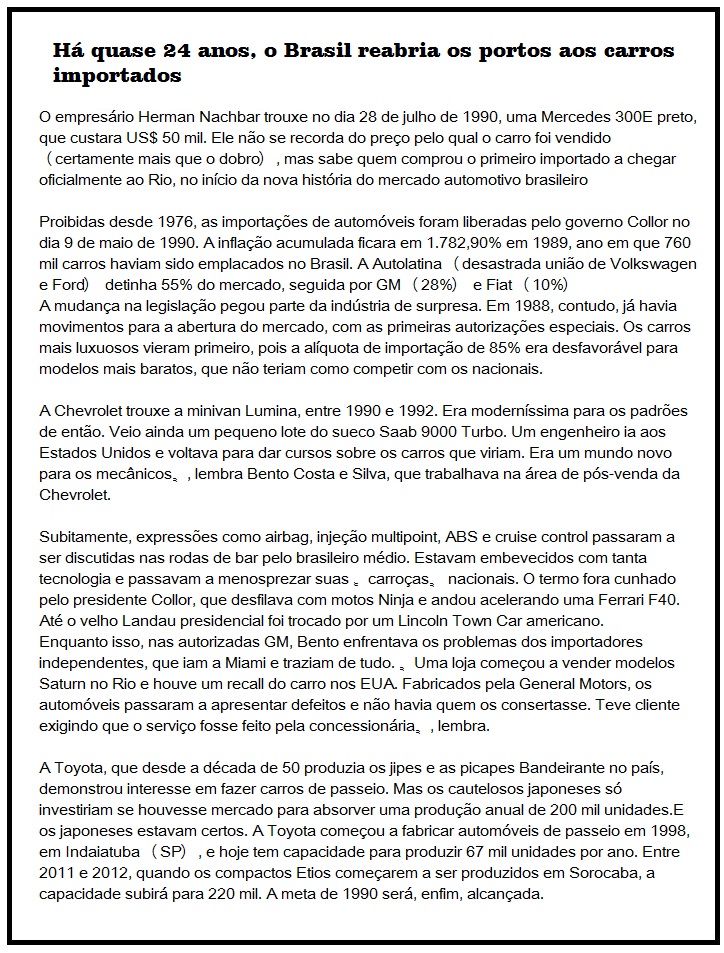 Há quase 24 anos, o Brasil reabria os portos aos carros
importados
O empresário Herman Nachbar trouxe no dia 28 de julho de 1990, uma Mercedes 300E preto,
que custara US$ 50 mil. Ele não se recorda do preço pelo qual o carro foi vendido
（certamente mais que o dobro）, mas sabe quem comprou o primeiro importado a chegar
oficialmente ao Rio, no início da nova história do mercado automotivo brasileiro
Proibidas desde 1976, as importações de automóveis foram liberadas pelo governo Collor no
dia 9 de maio de 1990. A inflação acumulada ficara em 1.782,90% em 1989, ano em que 760
mil carros haviam sido emplacados no Brasil. A Autolatina （desastrada união de Volkswagen
e Ford） detinha 55% do mercado, seguida por GM （28%） e Fiat （10%）
A mudança na legislação pegou parte da indústria de surpresa. Em 1988, contudo, já havia
movimentos para a abertura do mercado, com as primeiras autorizações especiais. Os carros
mais luxuosos vieram primeiro, pois a alíquota de importação de 85% era desfavorável para
modelos mais baratos, que não teriam como competir com os nacionais.
A Chevrolet trouxe a minivan Lumina, entre 1990 e 1992. Era moderníssima para os padrões
de então. Veio ainda um pequeno lote do sueco Saab 9000 Turbo. Um engenheiro ia aos
Estados Unidos e voltava para dar cursos sobre os carros que viriam. Era um mundo novo
para os mecânicos。, lembra Bento Costa e Silva, que trabalhava na área de pós-venda da
Chevrolet.
Subitamente, expressões como airbag, injeção multipoint, ABS e cruise control passaram a
ser discutidas nas rodas de bar pelo brasileiro médio. Estavam embevecidos com tanta
tecnologia e passavam a menosprezar suas 。carroças。 nacionais. O termo fora cunhado
pelo presidente Collor, que desfilava com motos Ninja e andou acelerando uma Ferrari F40.
Até o velho Landau presidencial foi trocado por um Lincoln Town Car americano.
Enquanto isso, nas autorizadas GM, Bento enfrentava os problemas dos importadores
independentes, que iam a Miami e traziam de tudo. 。Uma loja começou a vender modelos
Saturn no Rio e houve um recall do carro nos EUA. Fabricados pela General Motors, os
automóveis passaram a apresentar defeitos e não havia quem os consertasse. Teve cliente
exigindo que o serviço fosse feito pela concessionária。, lembra.
A Toyota, que desde a década de 50 produzia os jipes e as picapes Bandeirante no país,
demonstrou interesse em fazer carros de passeio. Mas os cautelosos japoneses só
investiriam se houvesse mercado para absorver uma produção anual de 200 mil unidades.E
os japoneses estavam certos. A Toyota começou a fabricar automóveis de passeio em 1998,
em Indaiatuba （SP）, e hoje tem capacidade para produzir 67 mil unidades por ano. Entre
2011 e 2012, quando os compactos Etios começarem a ser produzidos em Sorocaba, a
capacidade subirá para 220 mil. A meta de 1990 será, enfim, alcançada.